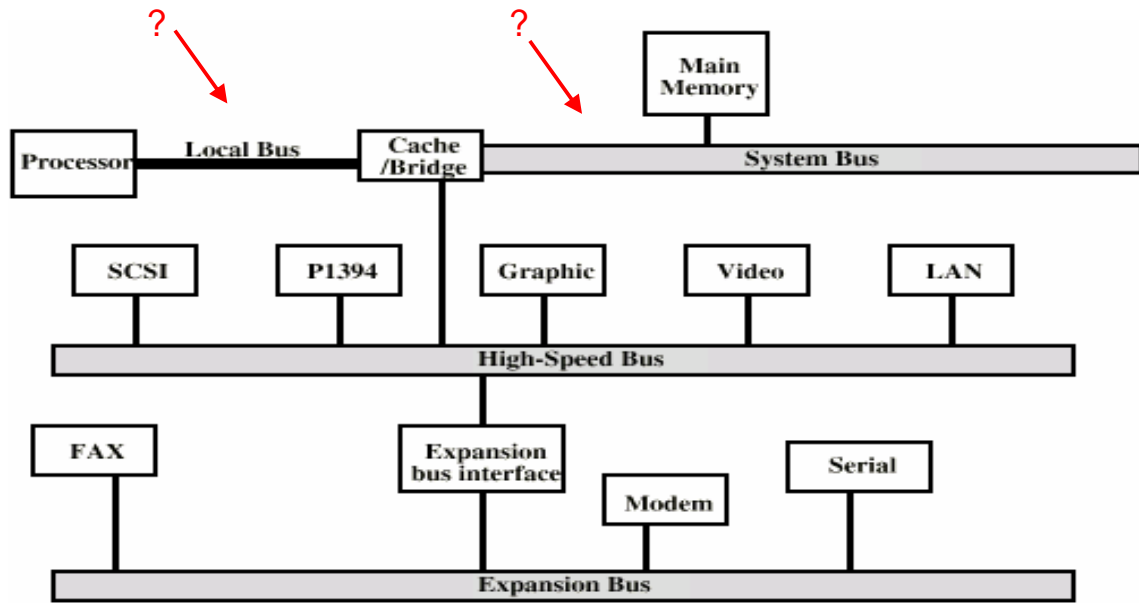 ?
?
Main
Memory
Processor
Local Bus
Cache
/Bridge
System Bus
SCSI
P1394
Graphic
Video
LAN
High-Speed Bus
FAX
Expansion
bus interface
Modem
Serial
Expansion Bus